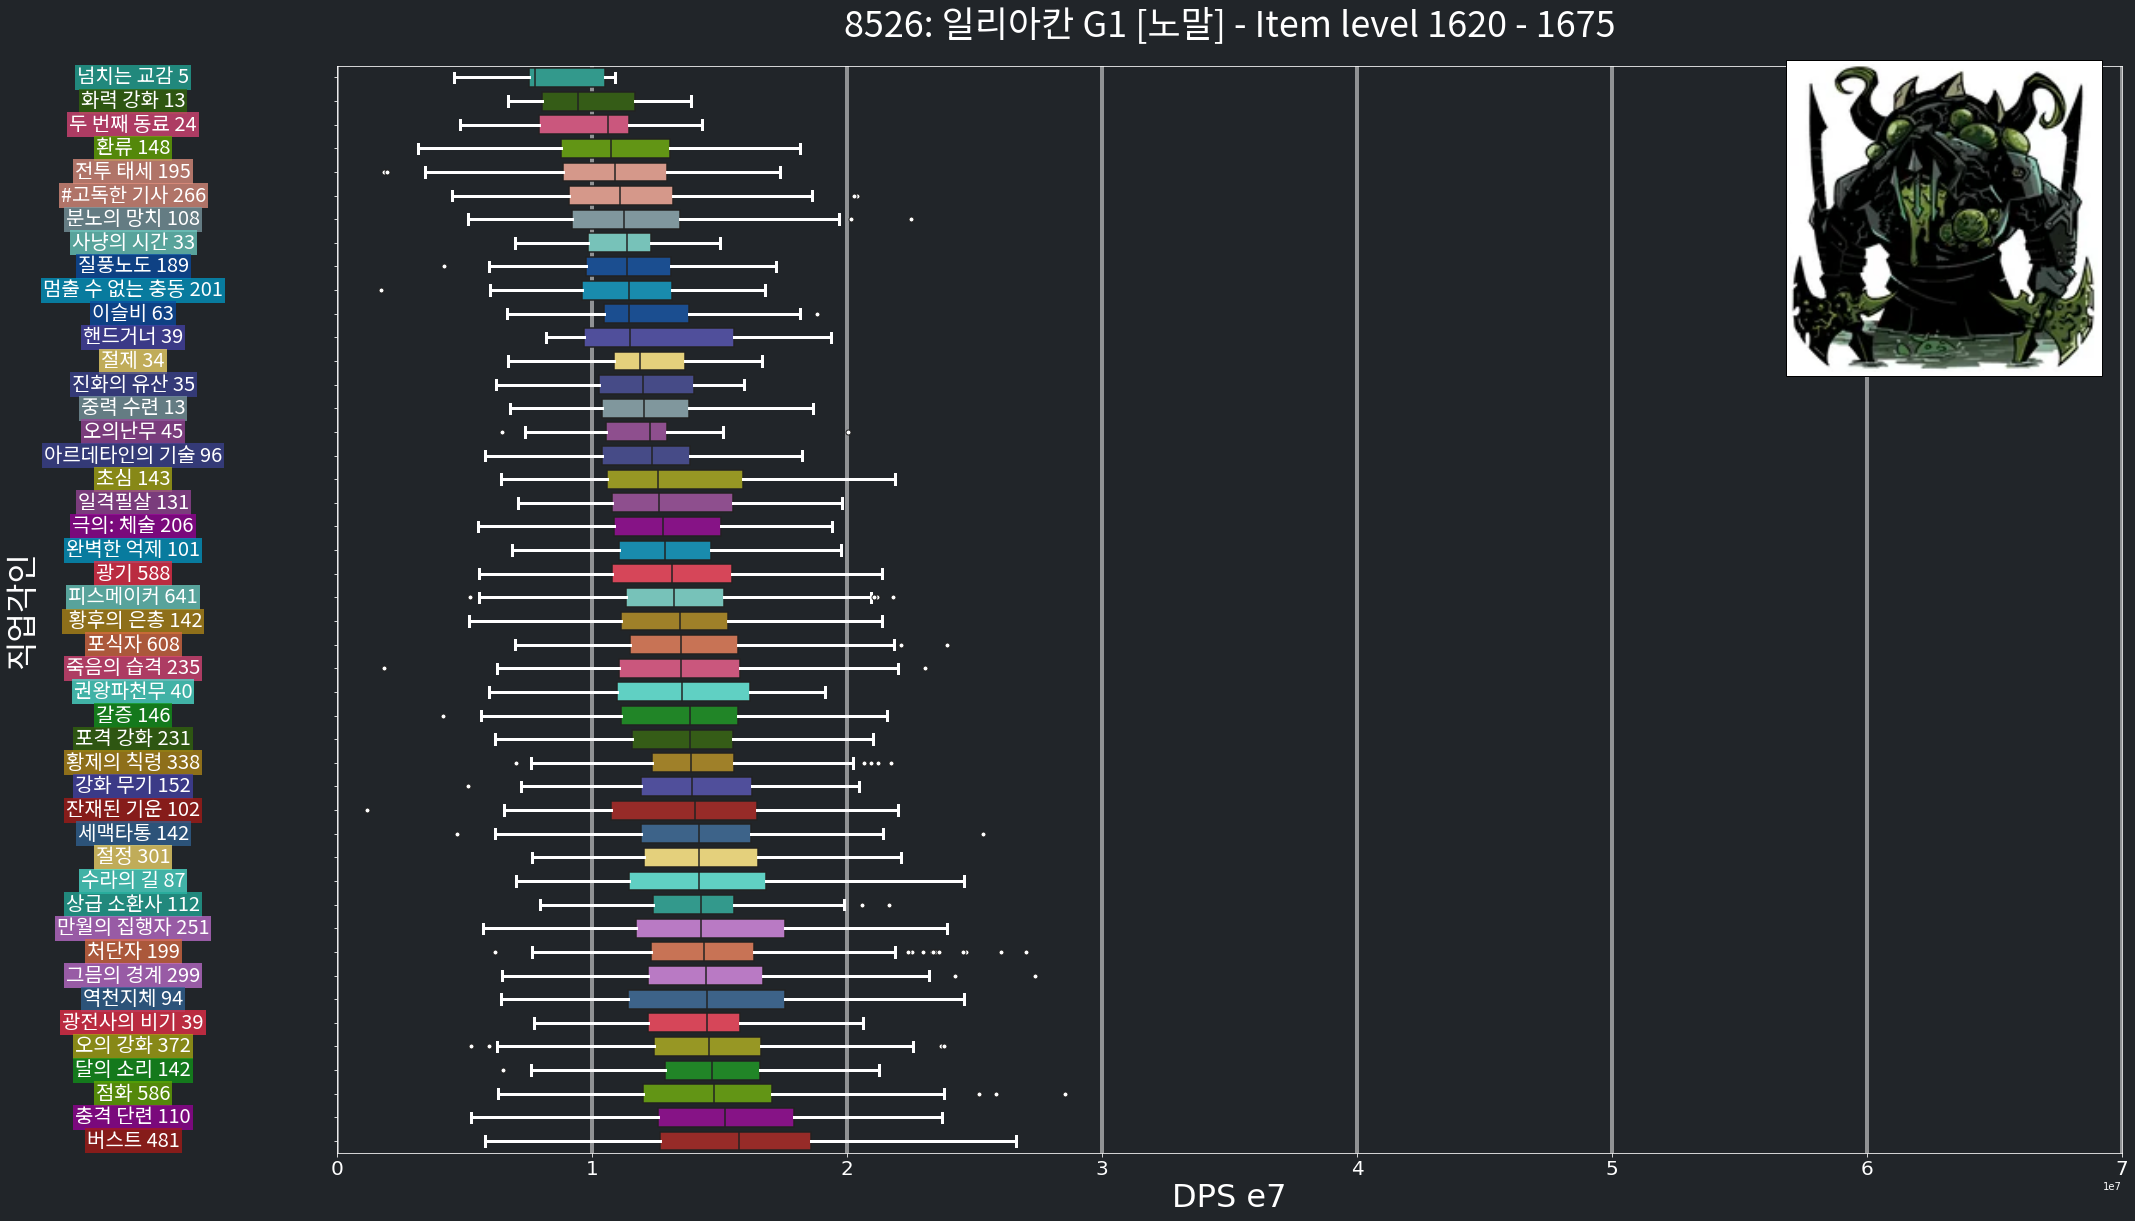 8526: 일리아칸 G1 [노말] - Item level 1620 - 1675
직업각인
넘치는 교감 5
화력 강화 13
두 번째 동료 24
환류 148
전투 태세 195
#고독한 기사 266
분노의 망치 108
사냥의 시간 33
질풍노도 189
멈출 수 없는 충동 201
이슬비 63
핸드거너 39
절제 34
진화의 유산 35
중력 수련 13
오의난무 45
아르데타인의 기술 96
초심 143
일격필살 131
극의: 체술 206
완벽한 억제 101
광기 588
피스메이커 641
황후의 은총 142
포식자 608
죽음의 습격 235
권왕파천무 40
갈증 146
포격 강화 231
황제의 칙령 338
강화 무기 152
잔재된 기운 102
세맥타통 142
절정 301
수라의 길 87
상급 소환사 112
만월의 집행자 251
처단자 199
그믐의 경계 299
역천지체 94
광전사의 비기 39
오의 강화 372
달의 소리 142
점화 586
충격 단련 110
버스트 481
0 1 2 3 4 5 6 7
1e7
DPS e7